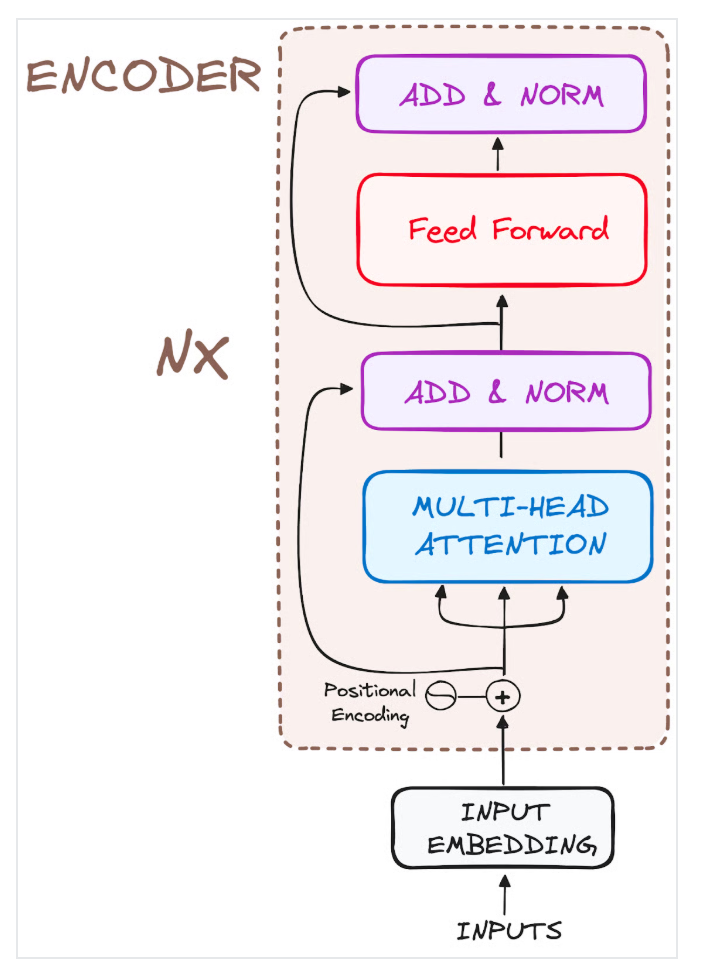 ENCODER
ADD & NORM
Feed Forward
NX
ADD & NORM
MULTI-HEAD
ATTENTION
Positional
Encoding
+
INPUT
EMBEDDING
INPUTS